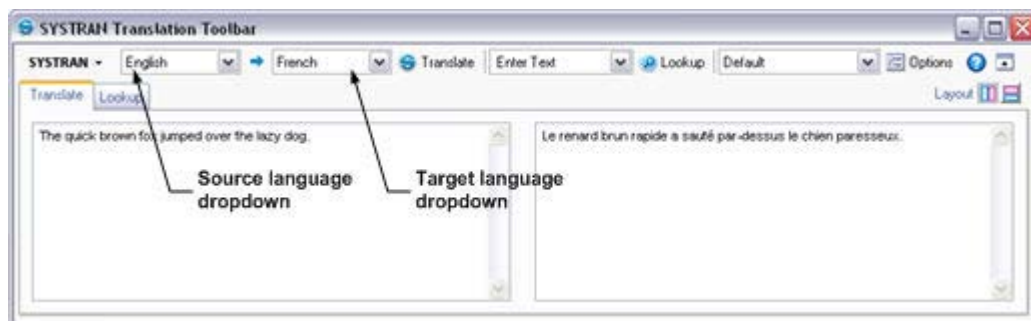 SYSTRAN Translation Toolbar
SYSTRAN English French Translate Enter Text Lookup Default Options
Translate Lookup Layout
The quick brown fox jumped over the lazy dog. Le renard brun rapide a sauté par-dessus le chien paresseux.
Source language Target language
dropdown dropdown